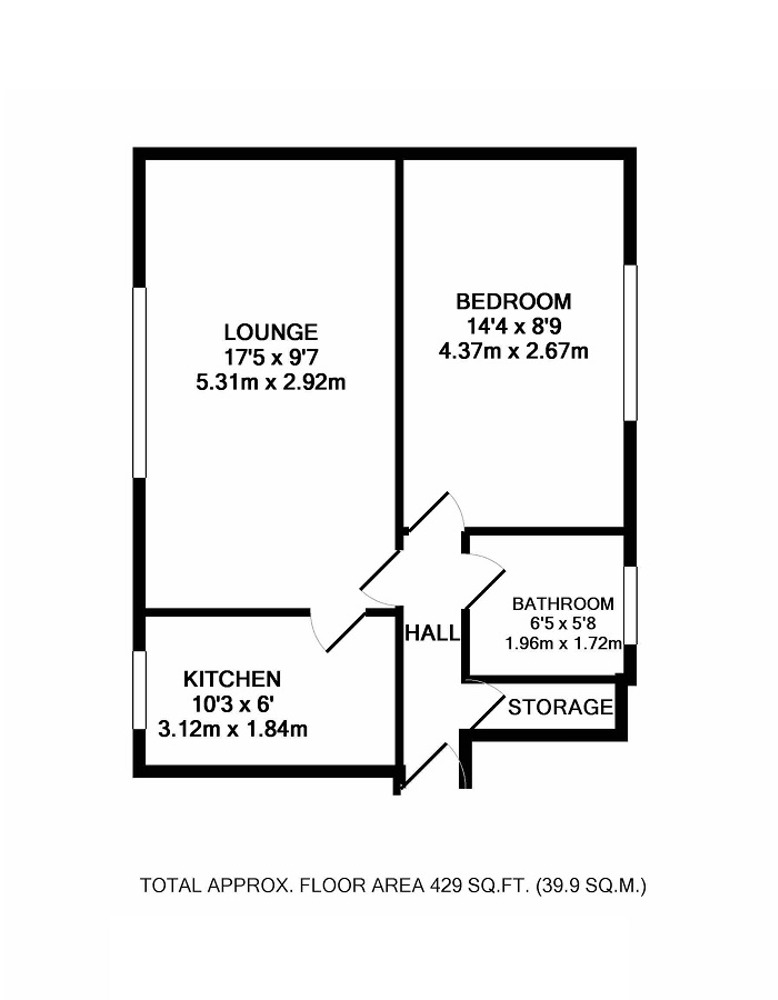 LOUNGE
17'5 x 9'7
5.31m x 2.92m
BEDROOM
14'4 x 8'9
4.37m x 2.67m
HALL
BATHROOM
6'5 x 5'8
1.96m x 1.72m
KITCHEN
10'3 x 6'
3.12m x 1.84m
STORAGE
TOTAL APPROX. FLOOR AREA 429 SQ.FT. (39.9 SQ.M.)